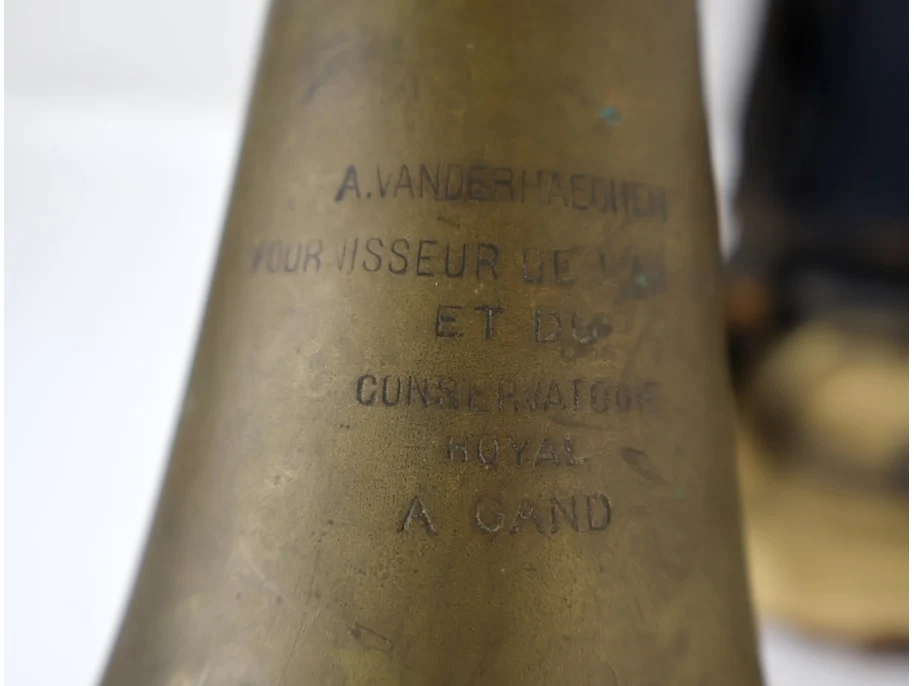 A.VANDERHAEGHEN
FOURNISSEUR DE
ET DU
CONSERVATOIRE
ROYAL
A GAND